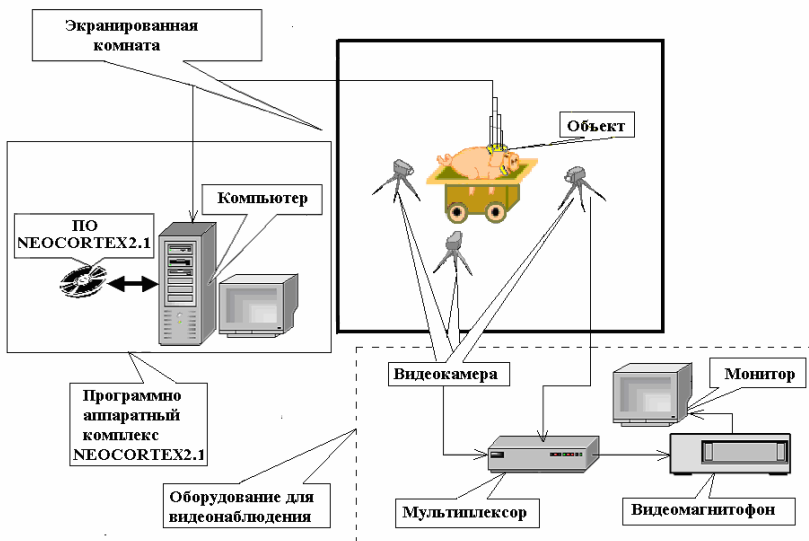 Экранированная
комната
Объект
Компьютер
ПО
NEOCORTEX2.1
Видеокамера
Монитор
Программно
аппаратный
комплекс
NEOCORTEX2.1
Оборудование для
видеонаблюдения
Мультиплексор
Видеомагнитофон